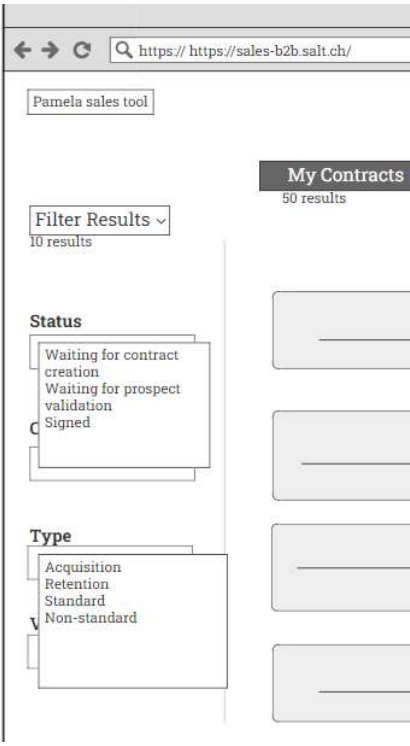 https:// https://sales-b2b.salt.ch/
Pamela sales tool
My Contracts
50 results
Filter Results
10 results
Status
Waiting for contract
creation
Waiting for prospect
validation
Signed
Type
Acquisition
Retention
Standard
Non-standard